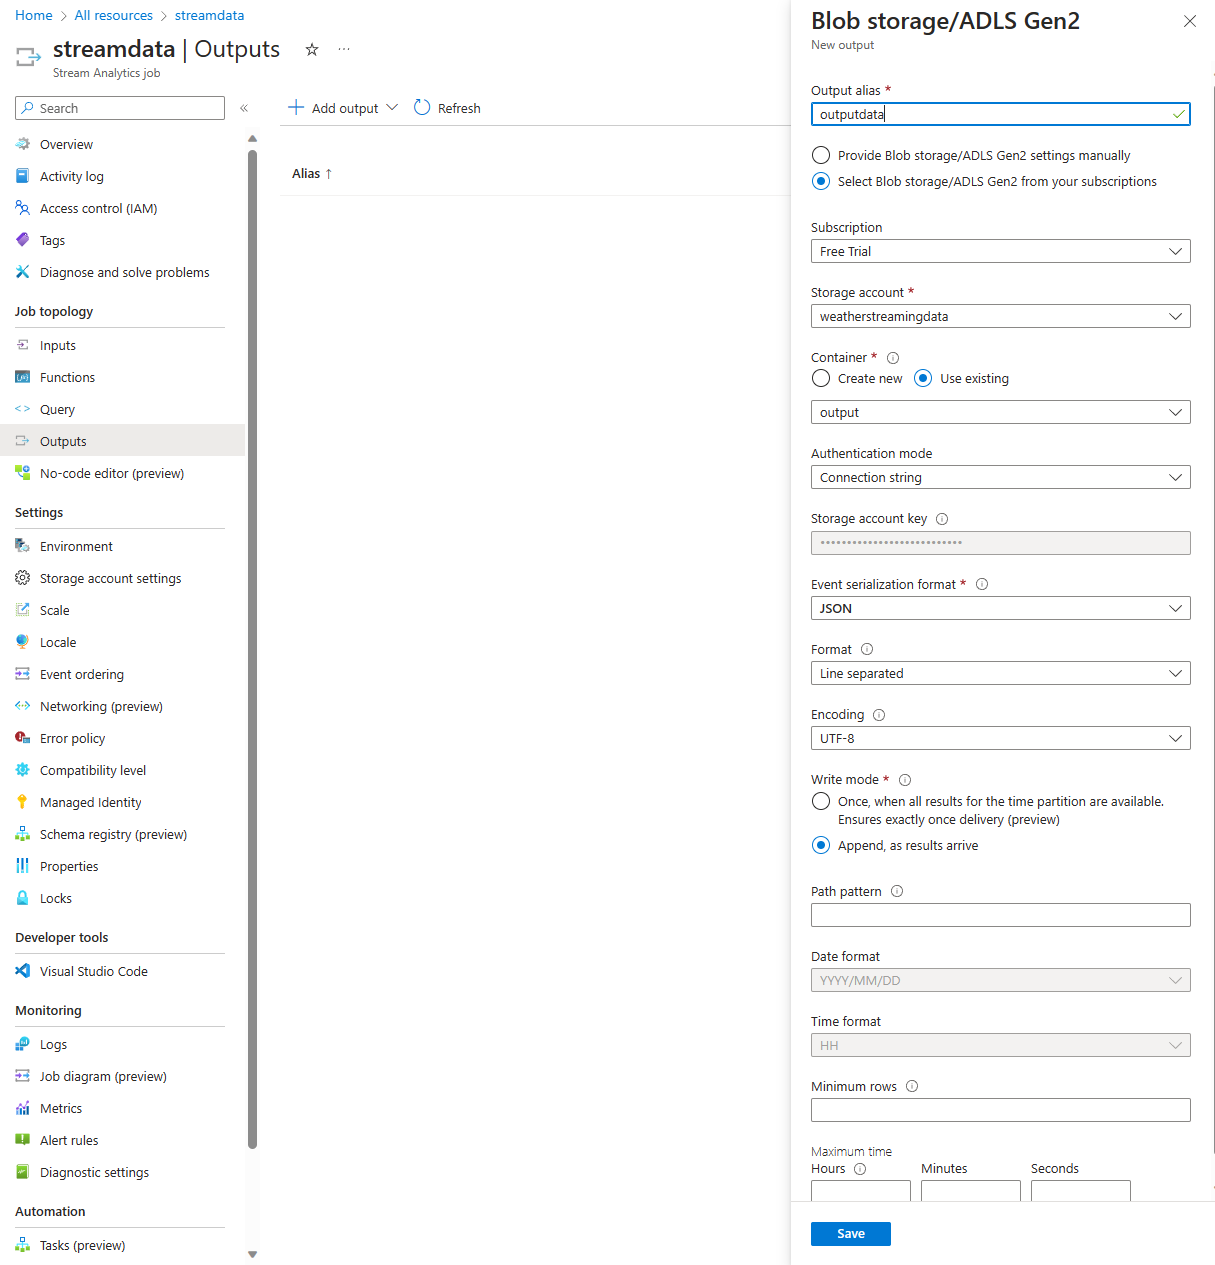 Home > All resources > streamdata
streamdata | Outputs ☆ ···
Stream Analytics job
Search
«
Overview
Activity log
Access control (IAM)
Tags
Diagnose and solve problems
Job topology
Inputs
Functions
Query
Outputs
No-code editor (preview)
Settings
Environment
Storage account settings
Scale
Locale
Event ordering
Networking (preview)
Error policy
Compatibility level
Managed Identity
Schema registry (preview)
Properties
Locks
Developer tools
Visual Studio Code
Monitoring
Logs
Job diagram (preview)
Metrics
Alert rules
Diagnostic settings
Automation
Tasks (preview)
Add output Refresh
Alias ↑
Blob storage/ADLS Gen2
New output
Output alias *
outputdata
Provide Blob storage/ADLS Gen2 settings manually
Select Blob storage/ADLS Gen2 from your subscriptions
Subscription
Free Trial
Storage account *
weatherstreamingdata
Container *
Create new Use existing
output
Authentication mode
Connection string
Storage account key
•••••••••••••••••••••••••••
Event serialization format *
JSON
Format
Line separated
Encoding
UTF-8
Write mode *
Once, when all results for the time partition are available.
Ensures exactly once delivery (preview)
Append, as results arrive
Path pattern
Date format
YYYY/MM/DD
Time format
HH
Minimum rows
Maximum time
Hours Minutes Seconds
Save